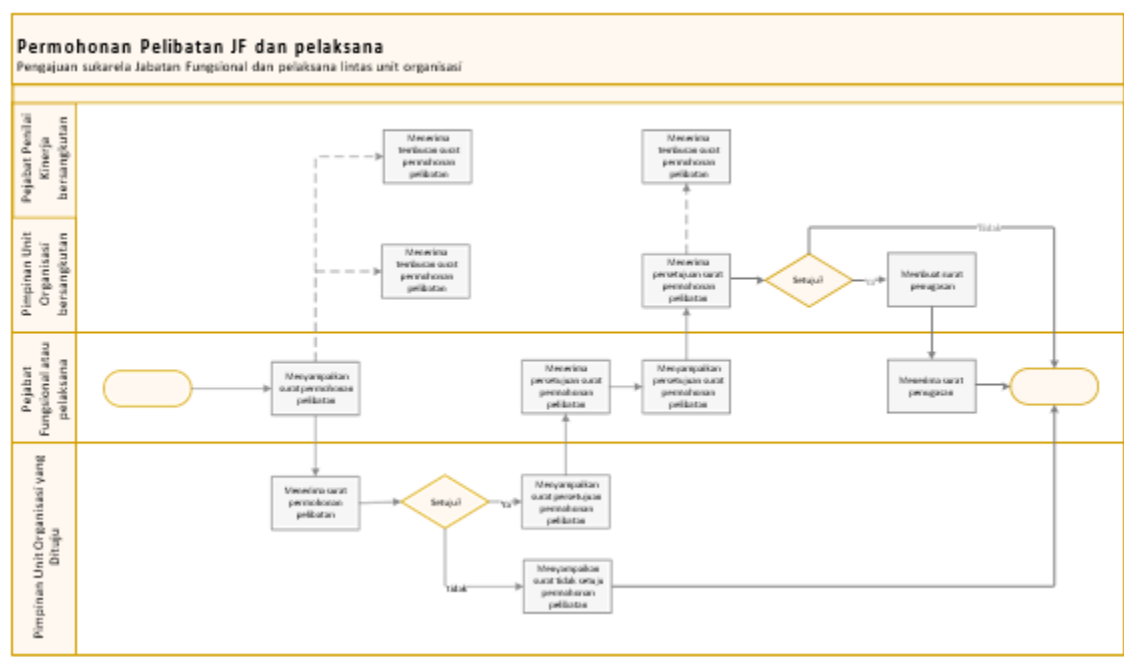 Permohonan Pelibatan JF dan pelaksana
Pengajuan sukarela Jabatan Fungsional dan pelaksana lintas unit organisasi
Pejabat Penilai
Kinerja
bersangkutan
Menerima
tembusan surat
permohonan
pelibatan
Menerima
tembusan surat
permohonan
pelibatan
Pimpinan Unit
Organisasi
bersangkutan
Menerima
tembusan surat
permohonan
pelibatan
Menerima
persetujuan surat
permohonan
pelibatan
Setuju?
Tidak
Ya
Membuat surat
penugasan
Pejabat
Fungsional atau
pelaksana
Menyampaikan
surat permohonan
pelibatan
Menerima
persetujuan surat
permohonan
pelibatan
Menyampaikan
persetujuan surat
permohonan
pelibatan
Menerima surat
penugasan
Pimpinan Unit Organisasi yang
Dituju
Menerima surat
permohonan
pelibatan
Setuju?
Ya
Menyampaikan
surat persetujuan
permohonan
pelibatan
Tidak
Menyampaikan
surat tidak setuju
permohonan
pelibatan